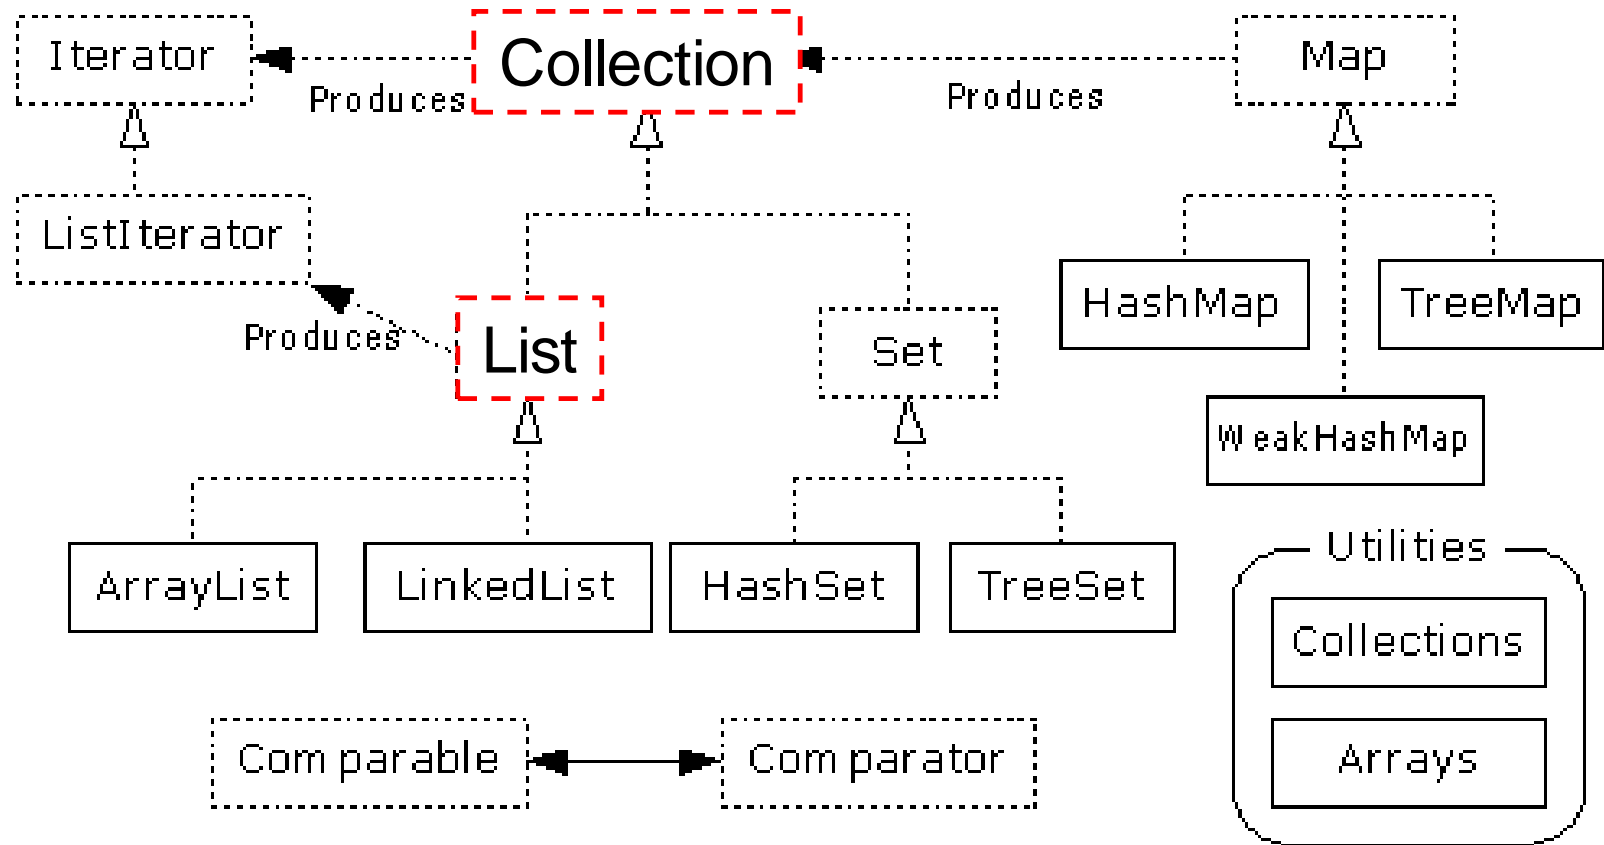 Iterator
Collection
Map
Produces
Produces
ListIterator
HashMap
TreeMap
Produces
List
Set
WeakHashMap
Utilities
ArrayList
LinkedList
HashSet
TreeSet
Collections
Comparable
Comparator
Arrays